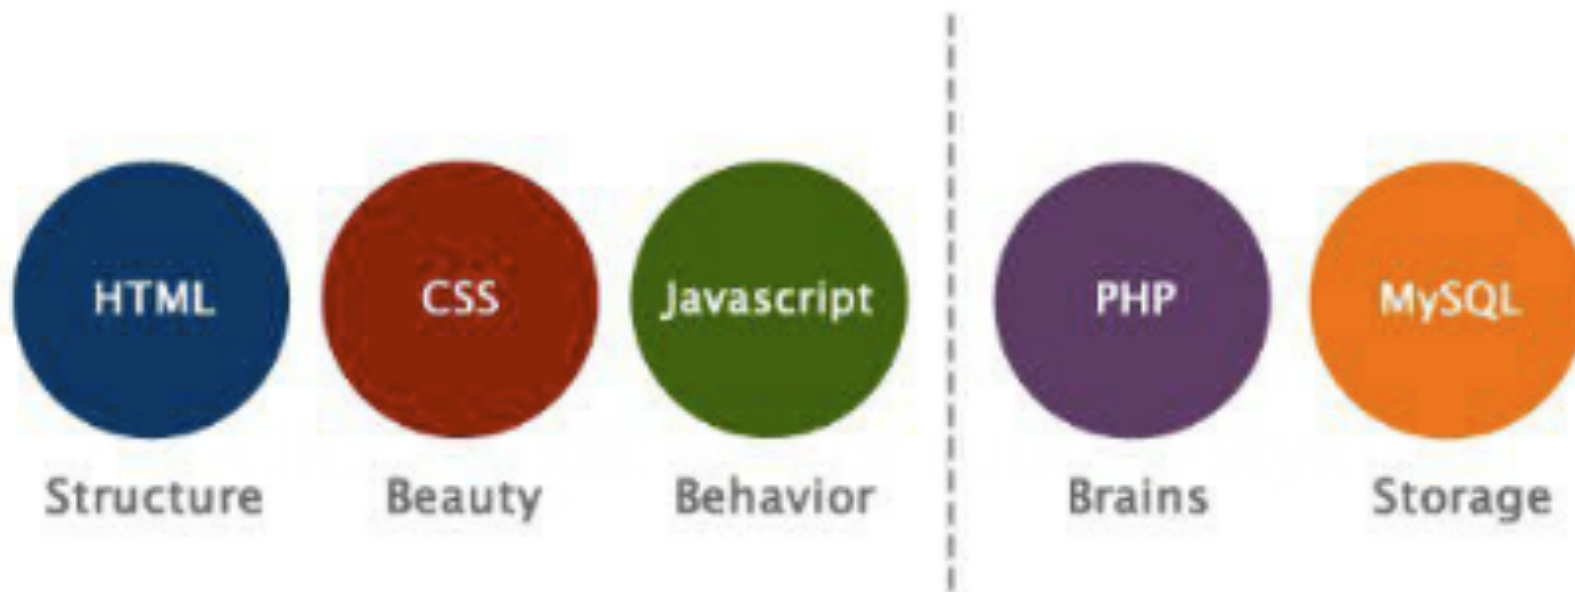 HTML CSS Javascript PHP MySQL
Structure Beauty Behavior Brains Storage